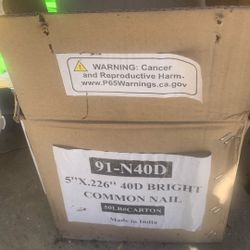 WARNING: Cancer
and Reproductive Harm-
www.P65Warnings.ca.gov
91-N40D
5"X.226" 40D BRIGHT
COMMON NAIL
50LB#CARTON
Made in India